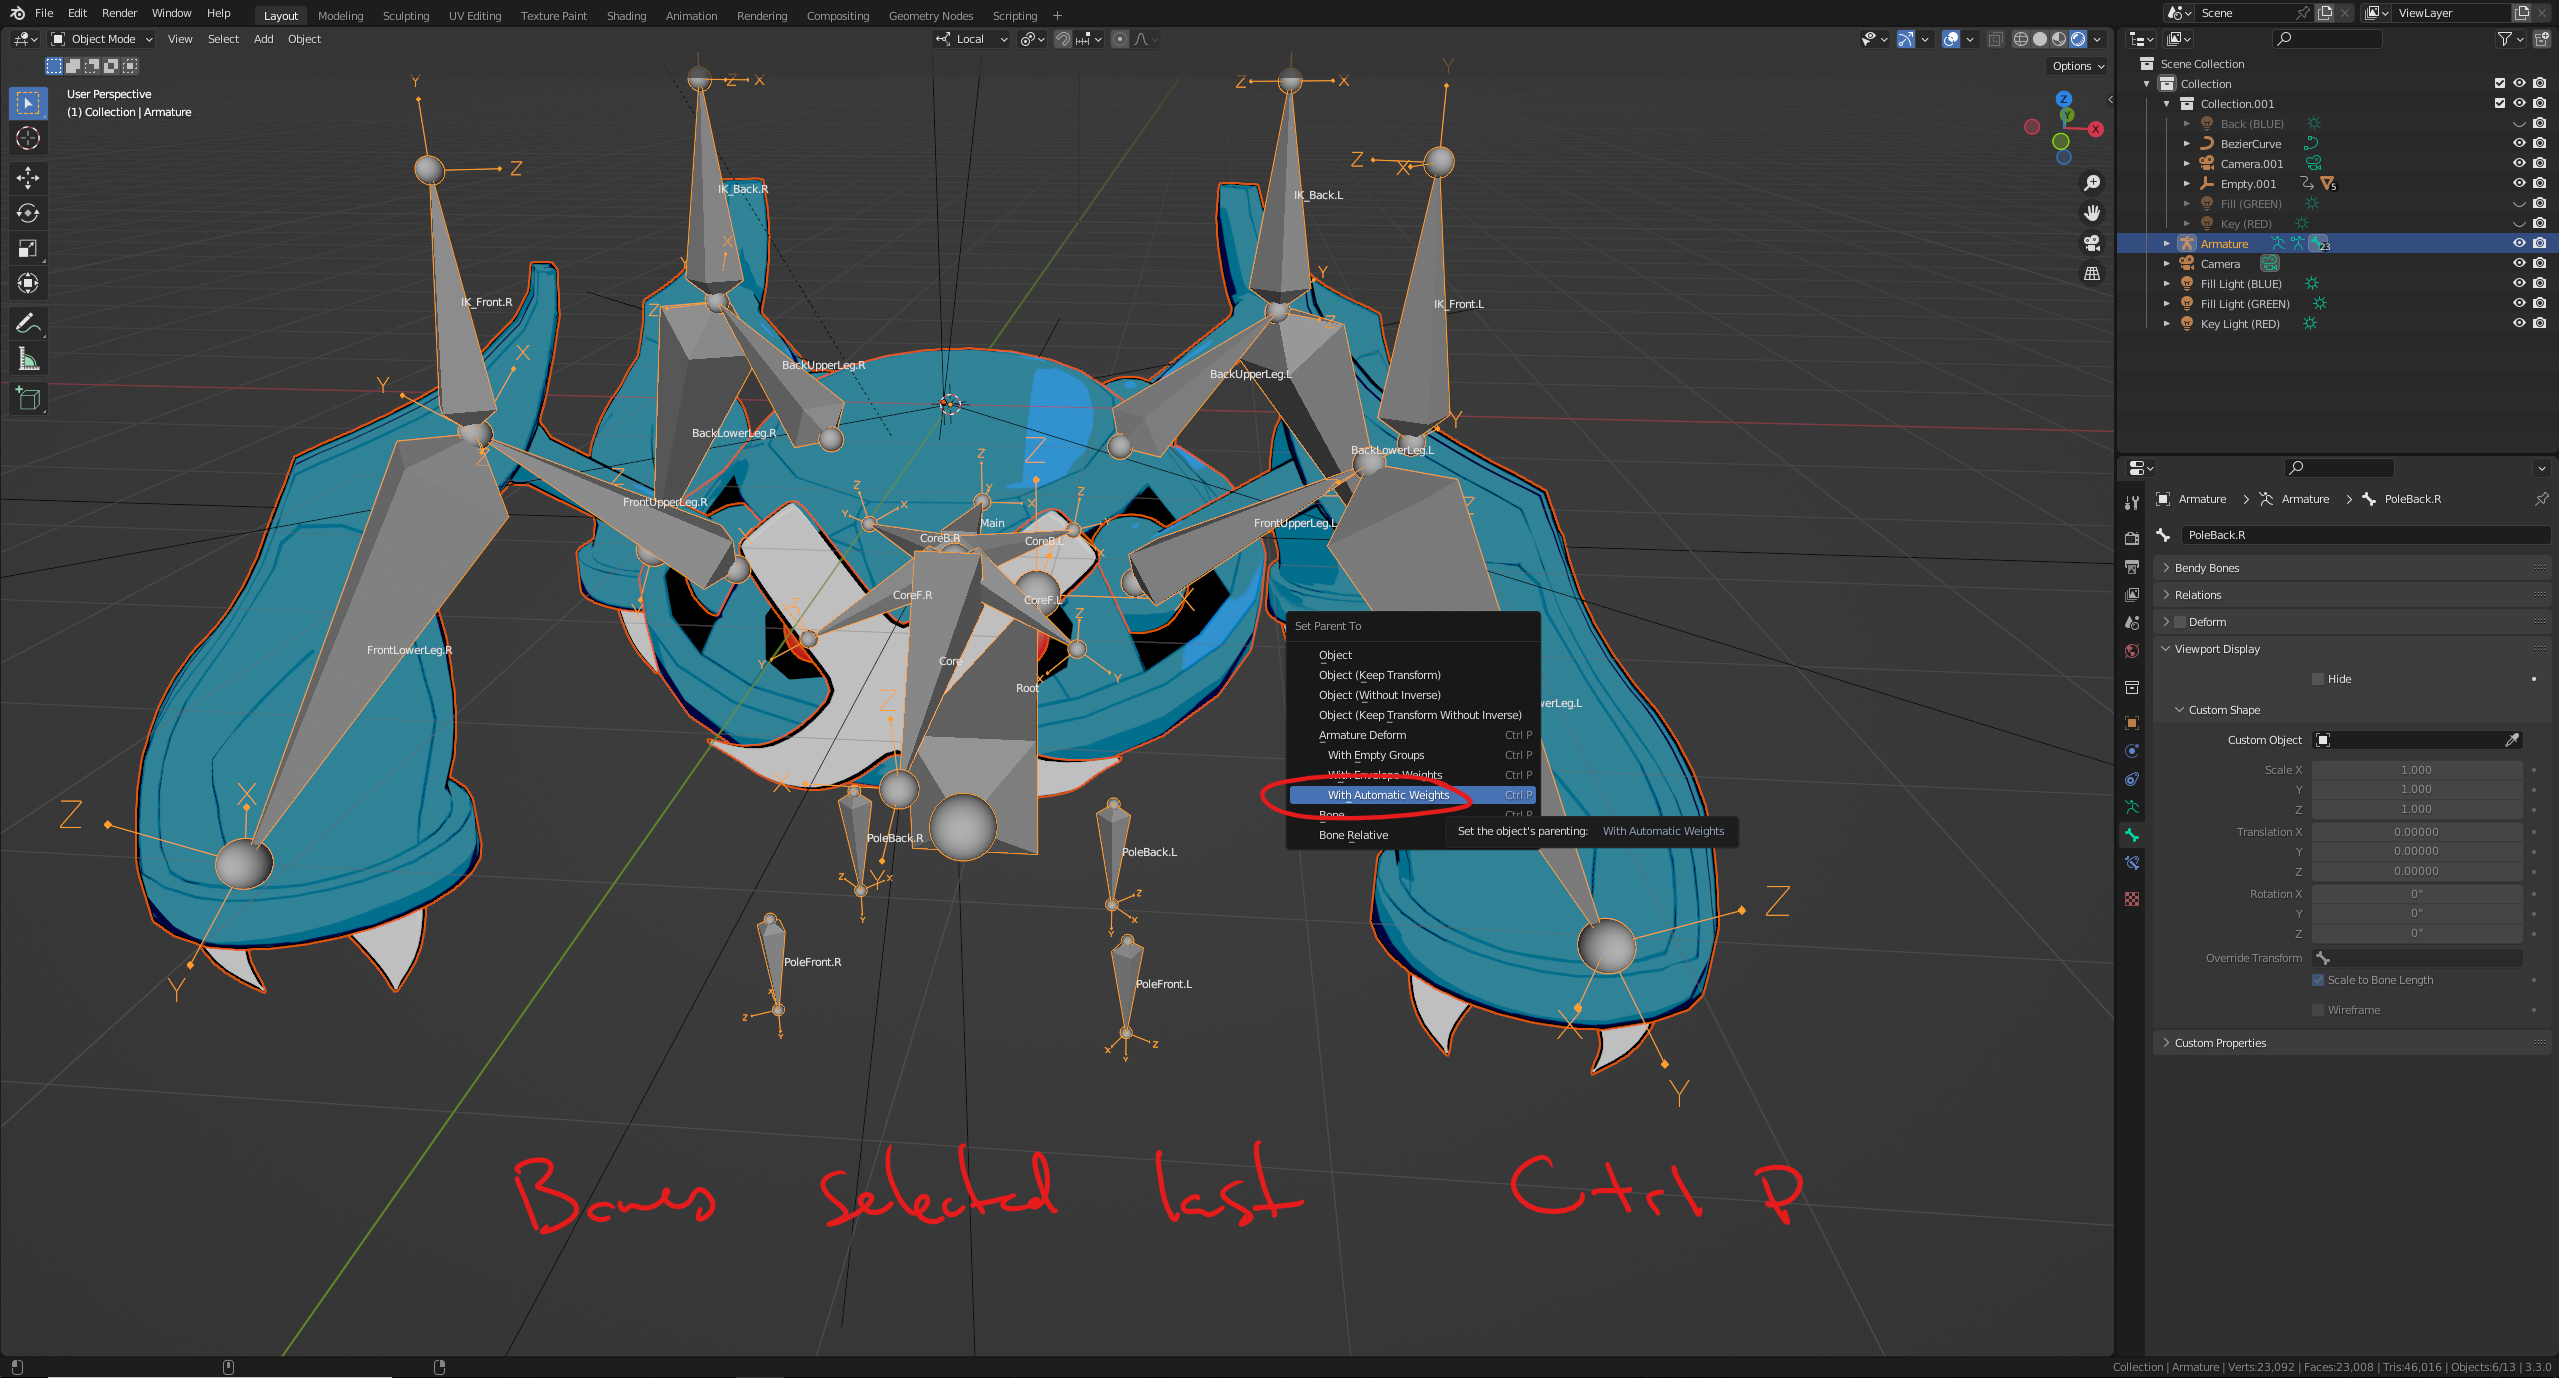 File Edit Render Window Help Layout Modeling Sculpting UV Editing Texture Paint Shading Animation Rendering Compositing Geometry Nodes Scripting + Scene ViewLayer
Object Mode View Select Add Object Local
Options
User Perspective
(1) Collection | Armature
Scene Collection
Collection
Collection.001
Back (BLUE)
BezierCurve
Camera.001
Empty.001 5
Fill (GREEN)
Key (RED)
Armature 23
Camera
Fill Light (BLUE)
Fill Light (GREEN)
Key Light (RED)
Armature > Armature > PoleBack.R
PoleBack.R
Bendy Bones
Relations
Deform
Viewport Display
Hide
Custom Shape
Custom Object
Scale X 1.000
Y 1.000
Z 1.000
Translation X 0.00000
Y 0.00000
Z 0.00000
Rotation X 0°
Y 0°
Z 0°
Override Transform
Scale to Bone Length
Wireframe
Custom Properties
IK_Back.R
IK_Back.L
IK_Front.R
IK_Front.L
BackUpperLeg.R
BackUpperLeg.L
BackLowerLeg.R
BackLowerLeg.L
FrontUpperLeg.R
Main
FrontUpperLeg.L
CoreB.R
CoreB.L
CoreF.R
CoreF.L
FrontLowerLeg.R
Core
Root
werLeg.L
PoleBack.R
PoleBack.L
PoleFront.R
PoleFront.L
Set Parent To
Object
Object (Keep Transform)
Object (Without Inverse)
Object (Keep Transform Without Inverse)
Armature Deform Ctrl P
With Empty Groups Ctrl P
With Envelope Weights Ctrl P
With Automatic Weights Ctrl P
Bone Ctrl P
Bone Relative
Set the object's parenting: With Automatic Weights
Bones selected last Ctrl P
Collection | Armature | Verts:23,092 | Faces:23,008 | Tris:46,016 | Objects:6/13 | 3.3.0